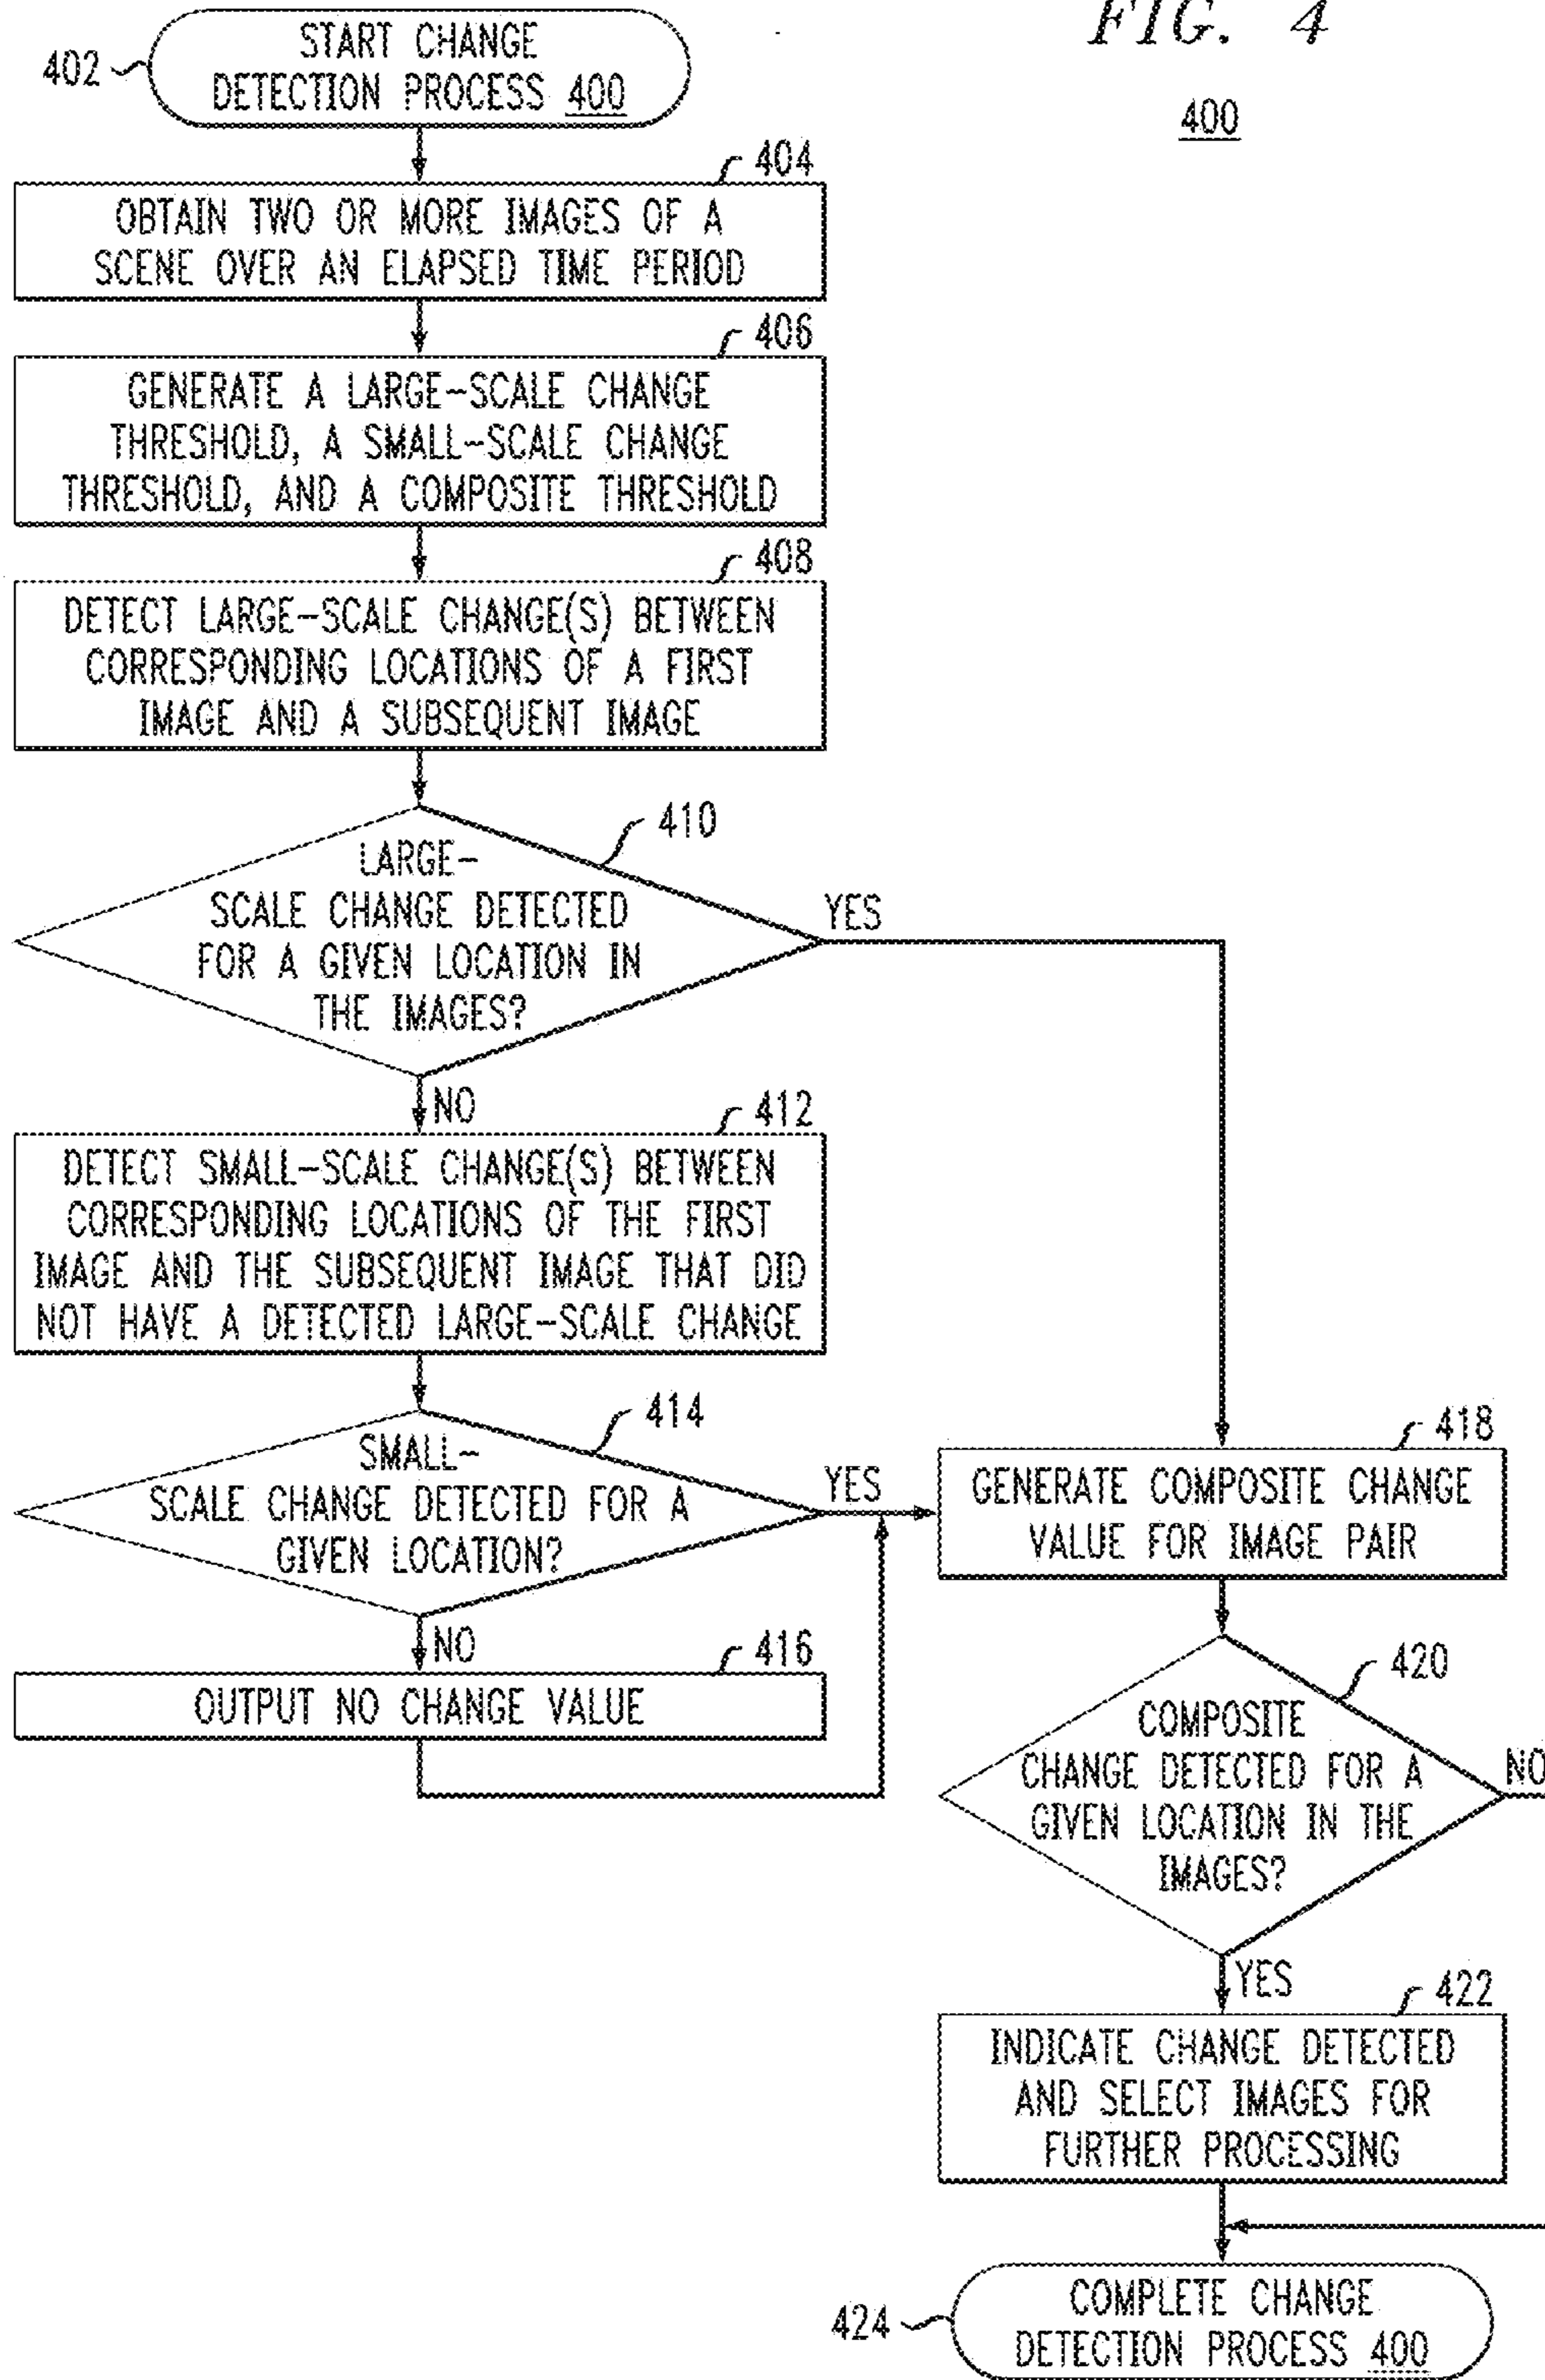 FIG. 4
400
402
START CHANGE
DETECTION PROCESS 400
404
OBTAIN TWO OR MORE IMAGES OF A
SCENE OVER AN ELAPSED TIME PERIOD
406
GENERATE A LARGE-SCALE CHANGE
THRESHOLD, A SMALL-SCALE CHANGE
THRESHOLD, AND A COMPOSITE THRESHOLD
408
DETECT LARGE-SCALE CHANGE(S) BETWEEN
CORRESPONDING LOCATIONS OF A FIRST
IMAGE AND A SUBSEQUENT IMAGE
410
LARGE-
SCALE CHANGE DETECTED
FOR A GIVEN LOCATION IN
THE IMAGES?
YES
NO
412
DETECT SMALL-SCALE CHANGE(S) BETWEEN
CORRESPONDING LOCATIONS OF THE FIRST
IMAGE AND THE SUBSEQUENT IMAGE THAT DID
NOT HAVE A DETECTED LARGE-SCALE CHANGE
414
SMALL-
SCALE CHANGE DETECTED FOR A
GIVEN LOCATION?
YES
NO
416
OUTPUT NO CHANGE VALUE
418
GENERATE COMPOSITE CHANGE
VALUE FOR IMAGE PAIR
420
COMPOSITE
CHANGE DETECTED FOR A
GIVEN LOCATION IN THE
IMAGES?
NO
YES
422
INDICATE CHANGE DETECTED
AND SELECT IMAGES FOR
FURTHER PROCESSING
424
COMPLETE CHANGE
DETECTION PROCESS 400